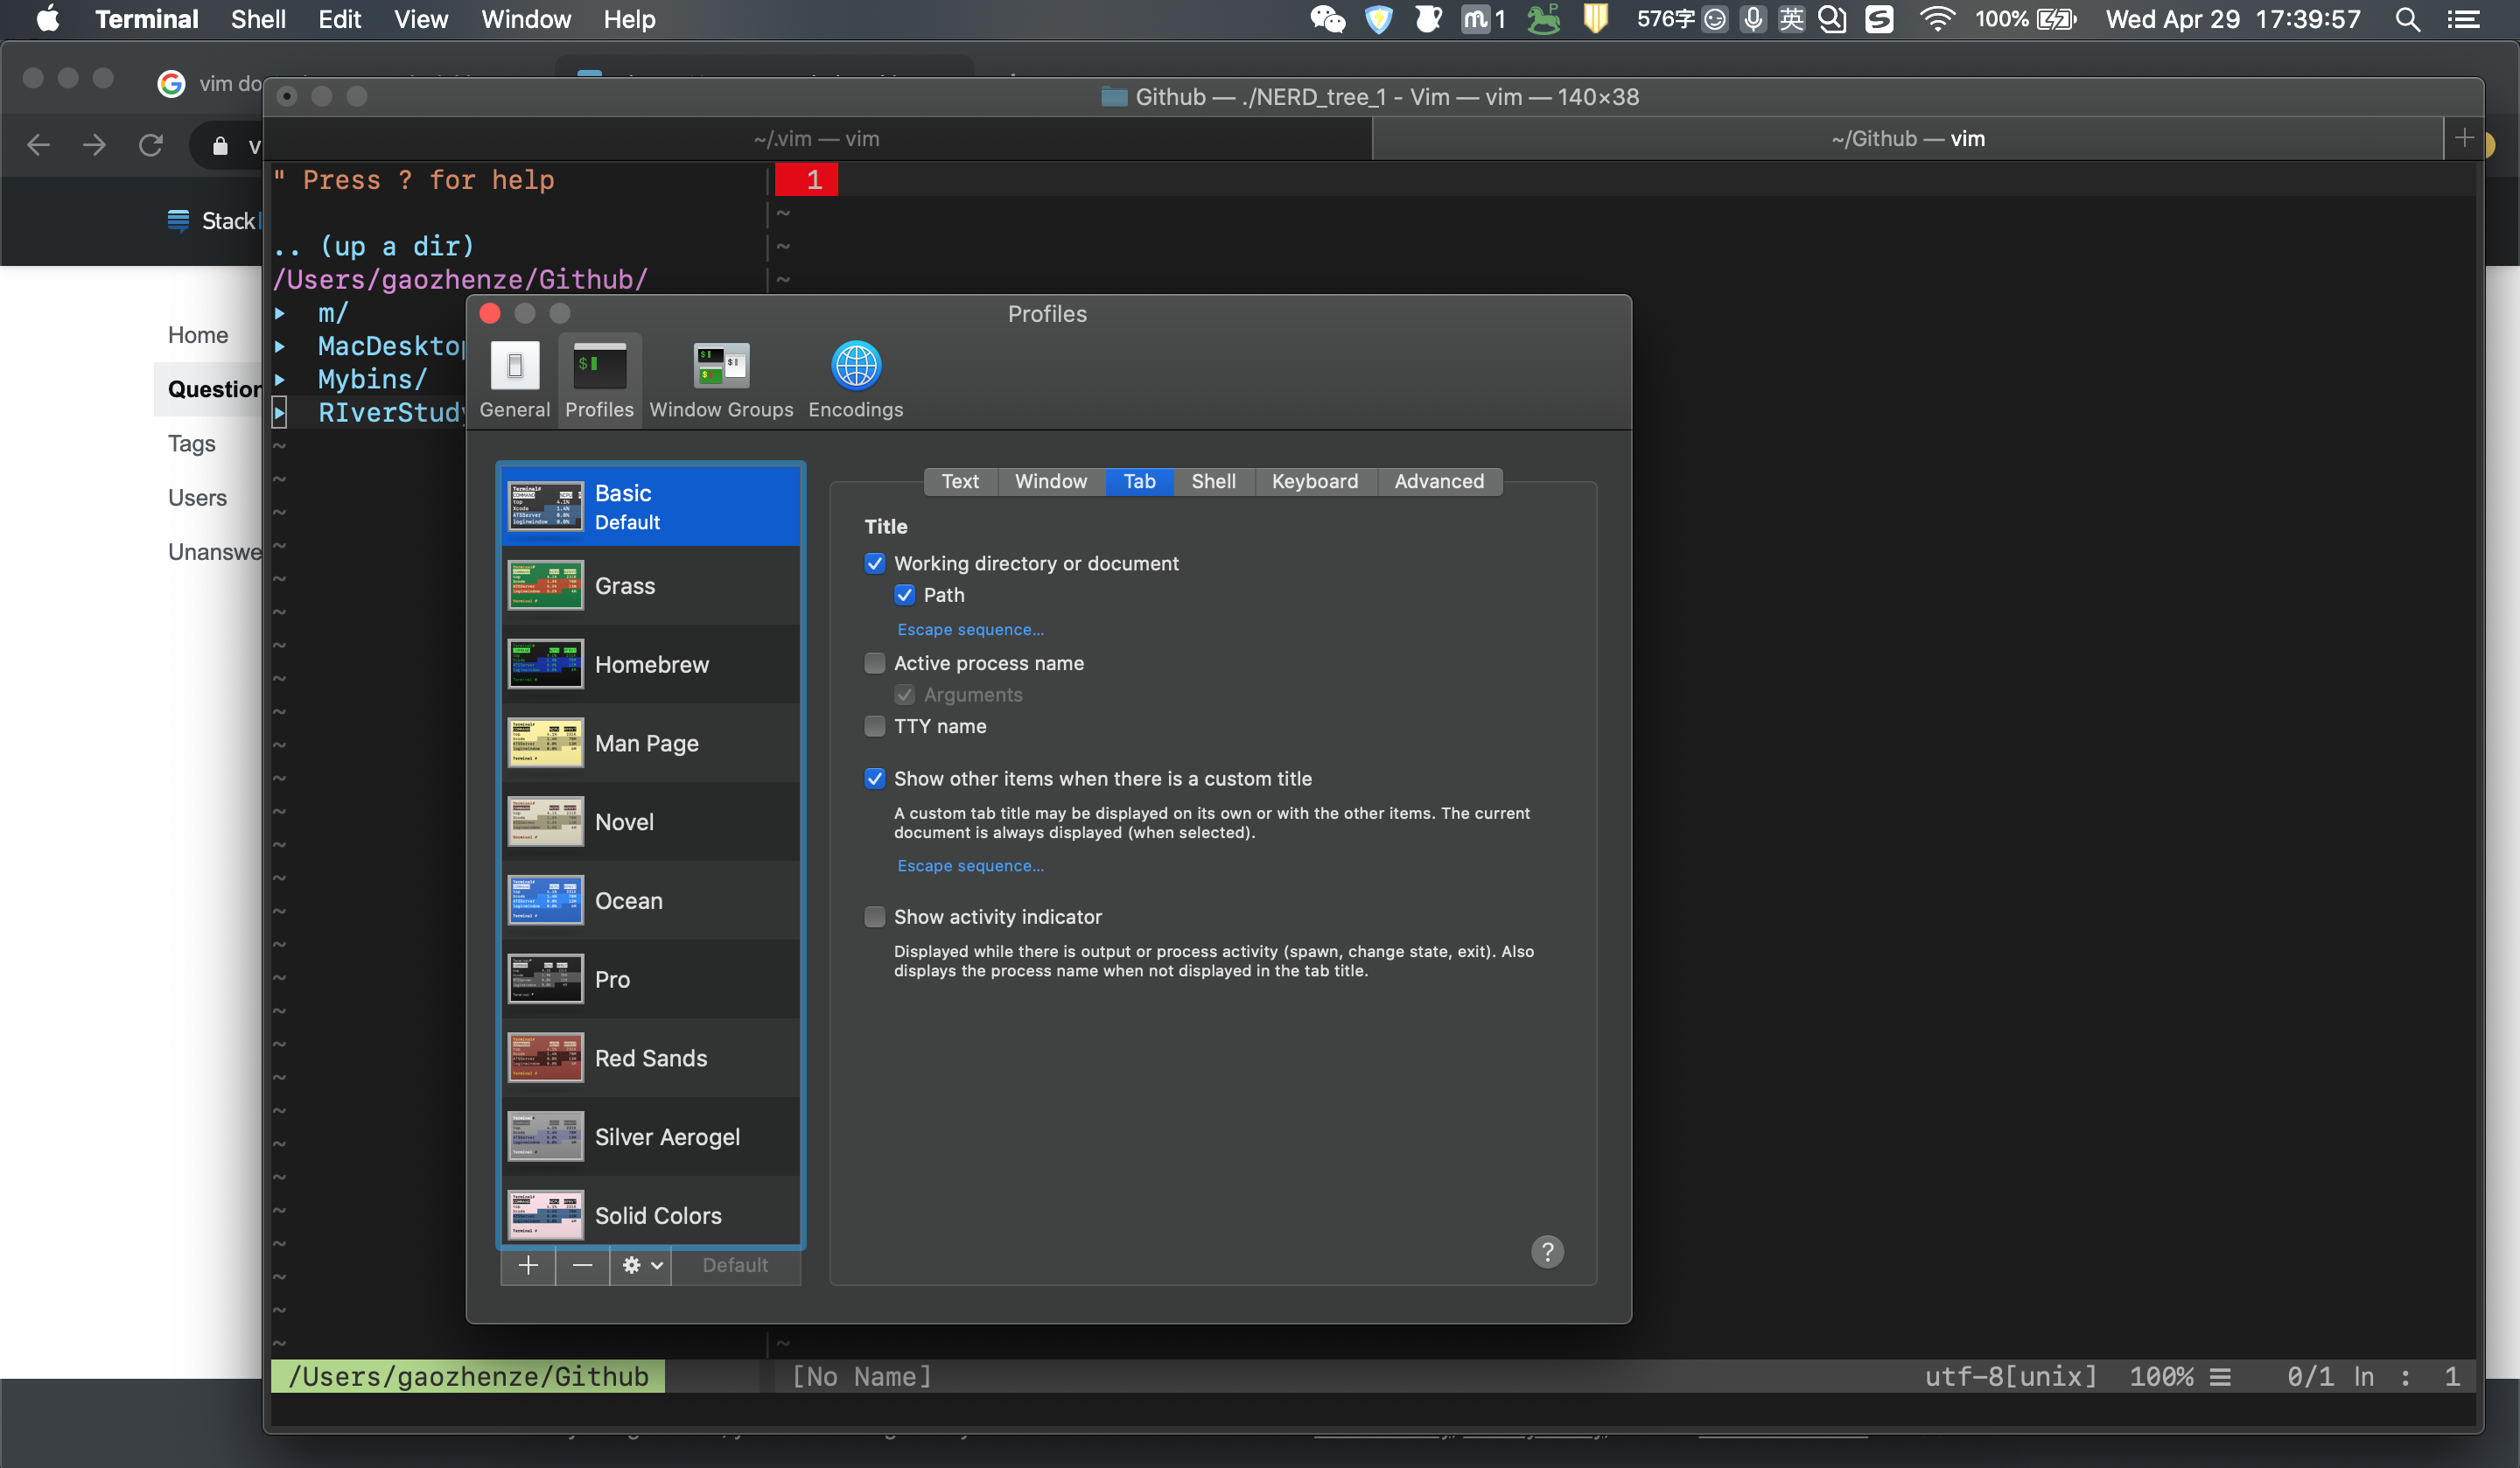 Terminal Shell Edit View Window Help
1 P 576字 英 100% Wed Apr 29 17:39:57
vim do
Github — ./NERD_tree_1 - Vim — vim — 140×38
~/.vim — vim
~/Github — vim
" Press ? for help
1
Stack
.. (up a dir)
/Users/gaozhenze/Github/
m/
Mybins/
Home
Tags
Users
Profiles
General Profiles Window Groups Encodings
Text Window Tab Shell Keyboard Advanced
Basic
Default
Grass
Homebrew
Man Page
Novel
Ocean
Pro
Red Sands
Silver Aerogel
Solid Colors
Default
Title
Working directory or document
Path
Escape sequence...
Active process name
Arguments
TTY name
Show other items when there is a custom title
A custom tab title may be displayed on its own or with the other items. The current
document is always displayed (when selected).
Escape sequence...
Show activity indicator
Displayed while there is output or process activity (spawn, change state, exit). Also
displays the process name when not displayed in the tab title.
?
/Users/gaozhenze/Github
[No Name]
utf-8[unix] 100% ☰ 0/1 ln : 1